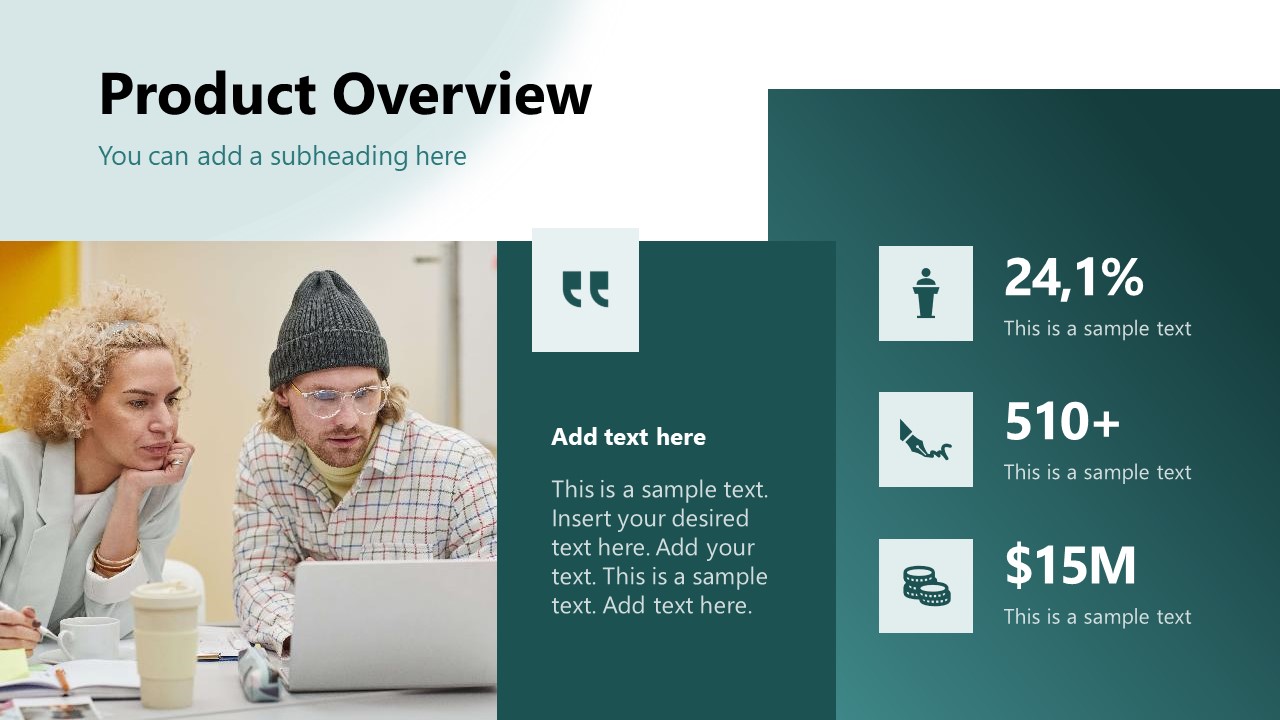 Product Overview
You can add a subheading here
❝
Add text here
This is a sample text.
Insert your desired
text here. Add your
text. This is a sample
text. Add text here.
24,1%
This is a sample text
510+
This is a sample text
$15M
This is a sample text